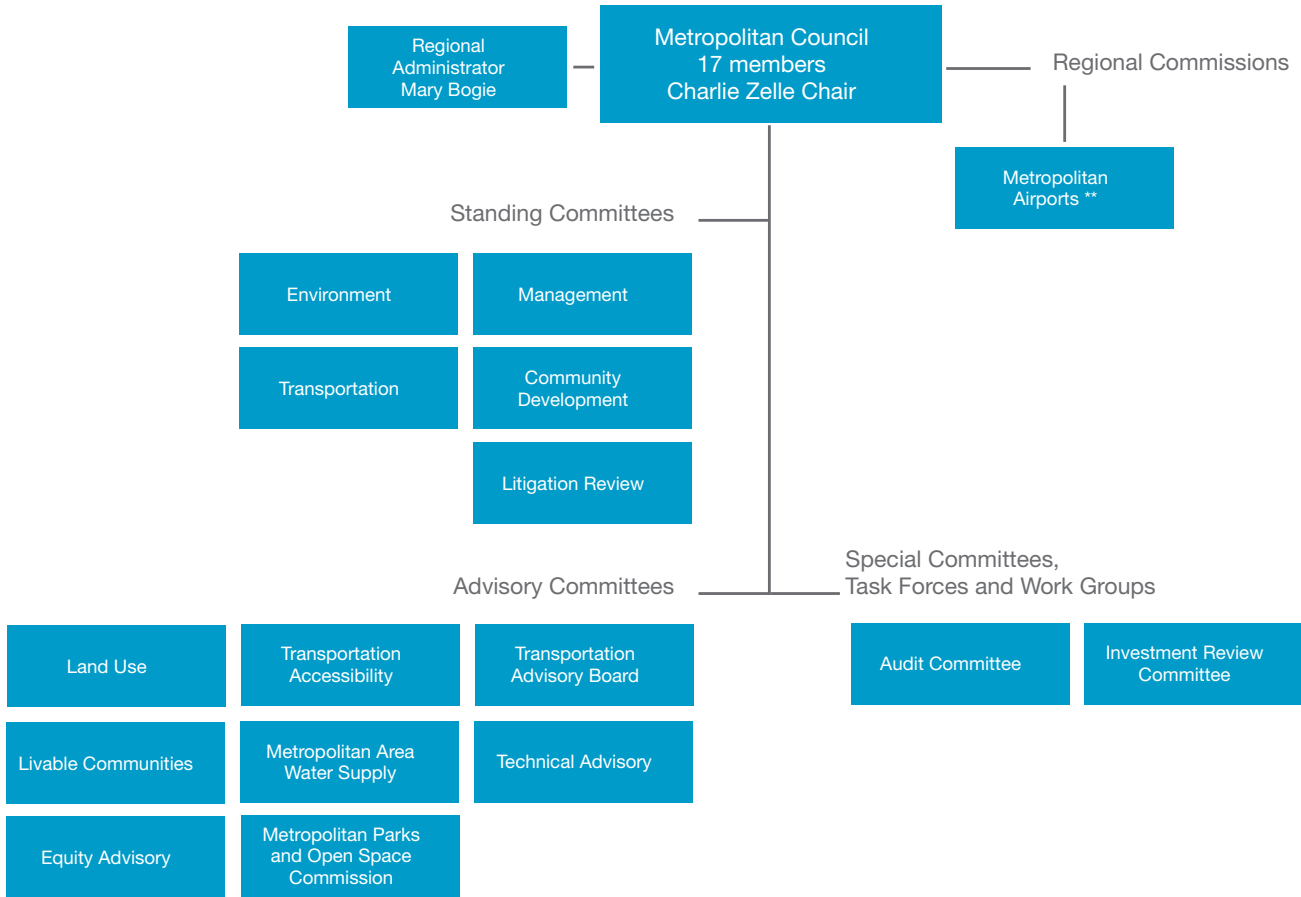 Regional
Administrator
Mary Bogie
Metropolitan Council
17 members
Charlie Zelle Chair
Regional Commissions
Metropolitan
Airports **
Standing Committees
Environment
Management
Transportation
Community
Development
Litigation Review
Advisory Committees
Special Committees,
Task Forces and Work Groups
Land Use
Transportation
Accessibility
Transportation
Advisory Board
Audit Committee
Investment Review
Committee
Livable Communities
Metropolitan Area
Water Supply
Technical Advisory
Equity Advisory
Metropolitan Parks
and Open Space
Commission